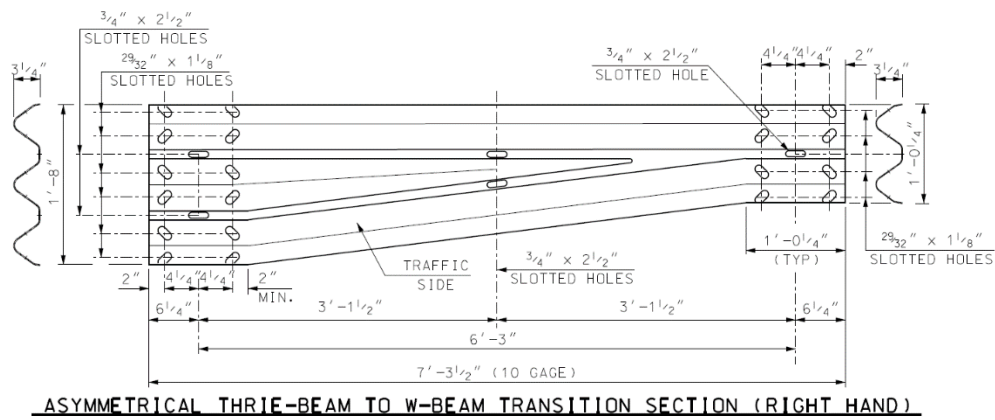 3/4" x 2 1/2"
SLOTTED HOLES
29/32" x 1 1/8"
SLOTTED HOLES
3 1/4"
1'-8"
3/4" x 2 1/2"
SLOTTED HOLE
4 1/4" 4 1/4" 2"
3 1/4"
1'-0 1/4"
29/32" x 1 1/8"
SLOTTED HOLES
1'-0 1/4"
(TYP)
TRAFFIC
SIDE
3/4" x 2 1/2"
SLOTTED HOLES
2" 4 1/4" 4 1/4" 2"
MIN.
6 1/4" 3'-1 1/2" 3'-1 1/2" 6 1/4"
6'-3"
7'-3 1/2" (10 GAGE)
ASYMMETRICAL THRIE-BEAM TO W-BEAM TRANSITION SECTION (RIGHT HAND)